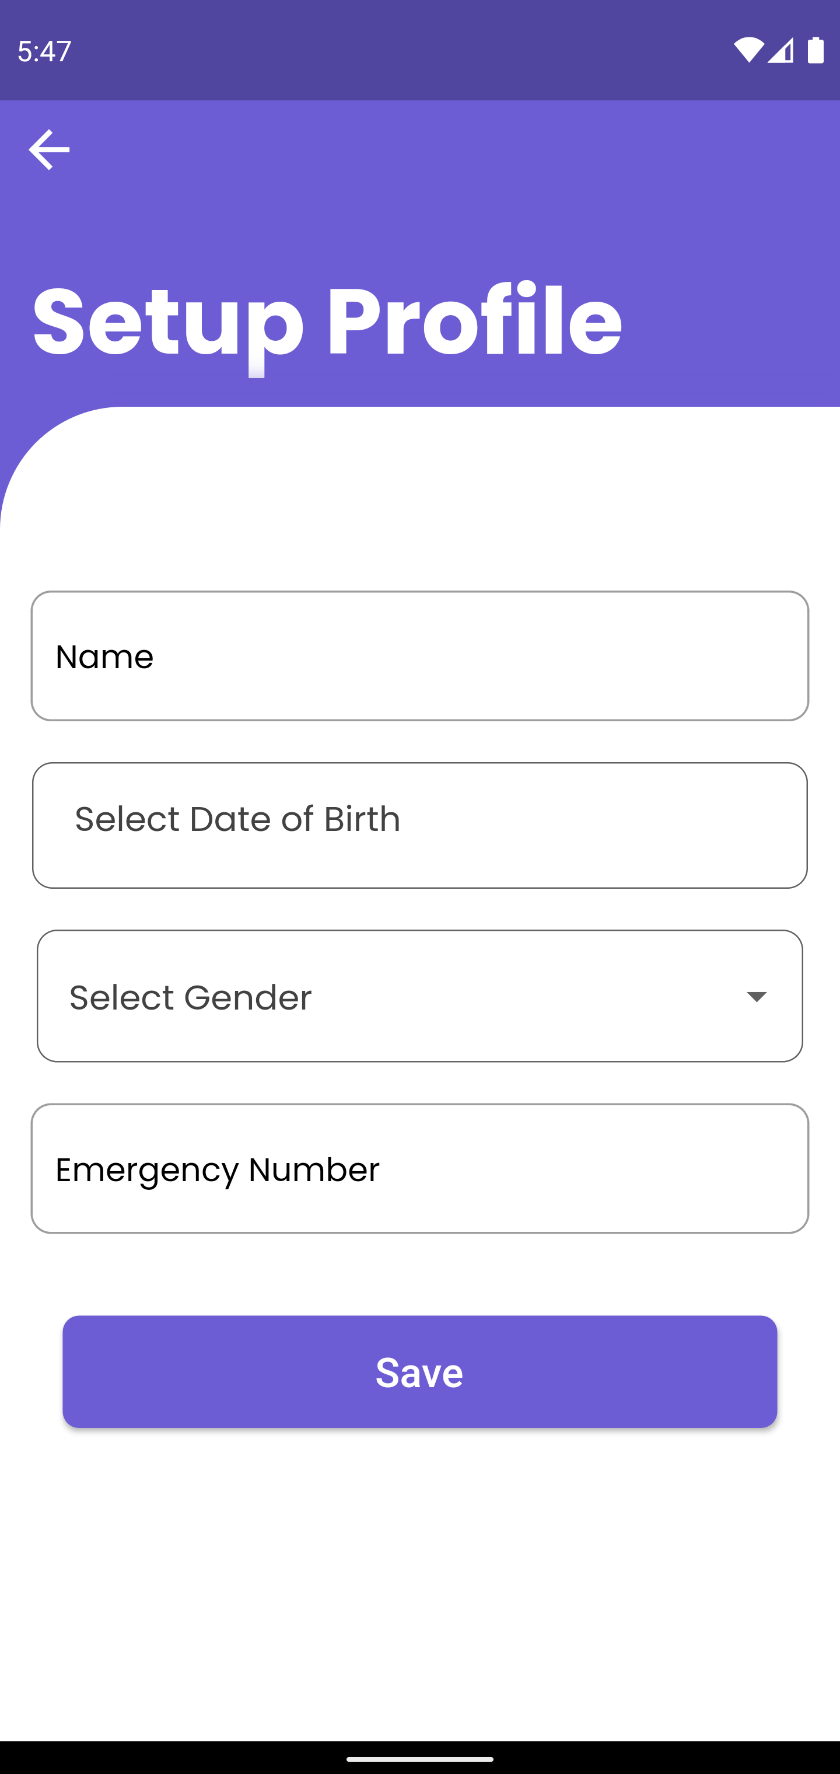 5:47
Setup Profile
Name
Select Date of Birth
Select Gender
Emergency Number
Save